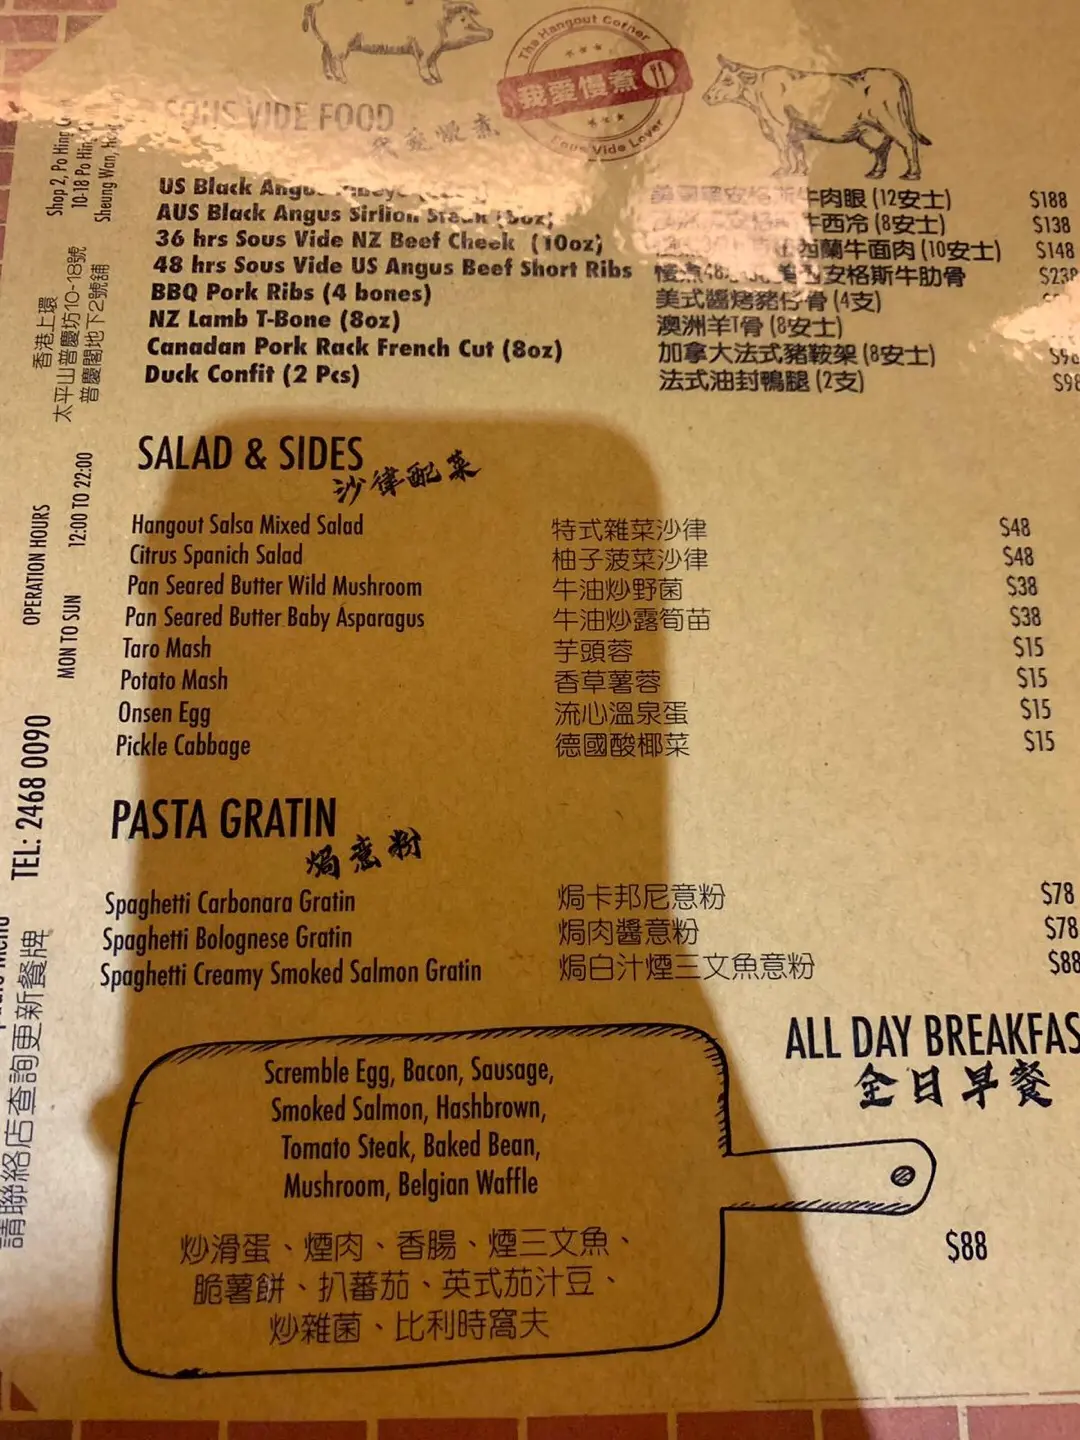 The Hangout Corner
我愛慢煮
Sous Vide Lover
SOUS VIDE FOOD
我愛慢煮
US Black Angus 牛肉眼 (12安士) $188
AUS Black Angus Sirlion Steak (8oz) 牛西冷 (8安士) $138
36 hrs Sous Vide NZ Beef Cheek (10oz) 西蘭牛面肉 (10安士) $148
48 hrs Sous Vide US Angus Beef Short Ribs 慢煮48 安格斯牛肋骨 $238
BBQ Pork Ribs (4 bones) 美式醬烤豬仔骨 (4支)
NZ Lamb T-Bone (8oz) 澳洲羊T骨 (8安士)
Canadan Pork Rack French Cut (8oz) 加拿大法式豬鞍架 (8安士) $98
Duck Confit (2 Pcs) 法式油封鴨腿 (2支) $98
SALAD & SIDES
沙律配菜
Hangout Salsa Mixed Salad 特式雜菜沙律 $48
Citrus Spanich Salad 柚子菠菜沙律 $48
Pan Seared Butter Wild Mushroom 牛油炒野菌 $38
Pan Seared Butter Baby Asparagus 牛油炒露筍苗 $38
Taro Mash 芋頭蓉 $15
Potato Mash 香草薯蓉 $15
Onsen Egg 流心溫泉蛋 $15
Pickle Cabbage 德國酸椰菜 $15
PASTA GRATIN
焗意粉
Spaghetti Carbonara Gratin 焗卡邦尼意粉 $78
Spaghetti Bolognese Gratin 焗肉醬意粉 $78
Spaghetti Creamy Smoked Salmon Gratin 焗白汁煙三文魚意粉 $88
ALL DAY BREAKFAS
全日早餐
Scremble Egg, Bacon, Sausage,
Smoked Salmon, Hashbrown,
Tomato Steak, Baked Bean,
Mushroom, Belgian Waffle
炒滑蛋、煙肉、香腸、煙三文魚、
脆薯餅、扒蕃茄、英式茄汁豆、
炒雜菌、比利時窩夫
$88
Shop 2, Po Hing
10-18 Po Hin
Sheung Wan,
香港上環
太平山普慶坊10-18號
普慶閣地下2號舖
OPERATION HOURS
MON TO SUN 12:00 TO 22:00
TEL: 2468 0090
請聯絡店查詢更新餐牌